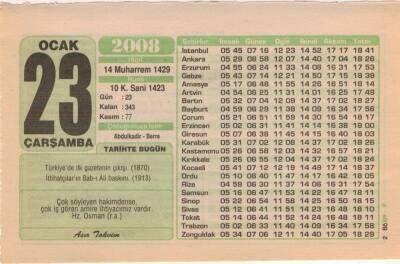 OCAK
23
ÇARŞAMBA
2008
Hicri
14 Muharrem 1429
Rumi
10 K. Sani 1423
Gün : 23
Kalan : 343
Kasım : 77
Çocuğunuza İsim
Abdulkadir - Berre
TARİHTE BUGÜN
Türkiye'de ilk gazetenin çıkışı. (1870)
İttihatçılar'ın Bab-ı Ali baskını. (1913)
Çok söyleyen hakimdense,
çok iş gören amire ihtiyacımız vardır.
Hz. Osman (r.a.)
Asır Takvim
Şehirler İmsak Güneş Öğle İkindi Akşam Yatsı
İstanbul 05 45 07 16 12 23 14 52 17 17 18 41
Ankara 05 29 06 58 12 07 14 40 17 04 18 26
Erzurum 04 55 06 24 11 33 14 06 16 31 17 53
Gebze 05 43 07 14 12 21 14 50 17 15 18 39
Amasya 05 17 06 48 11 55 14 25 16 50 18 14
Artvin 04 54 06 25 11 31 14 01 16 25 17 49
Bartın 05 32 07 04 12 09 14 37 17 02 18 27
Bayburt 04 59 06 29 11 38 14 09 16 34 17 56
Çorum 05 21 06 51 11 59 14 30 16 54 18 17
Erzincan 05 02 06 31 11 41 14 14 16 38 18 00
Giresun 05 07 06 38 11 45 14 15 16 40 18 03
Karabük 05 31 07 02 12 08 14 37 17 02 18 26
Kastamonu 05 26 06 58 12 03 14 32 16 57 18 21
Kırıkkale 05 26 06 55 12 04 14 37 17 02 18 24
Kocaeli 05 41 07 12 12 19 14 49 17 14 18 37
Ordu 05 10 06 40 11 47 14 17 16 42 18 05
Rize 04 59 06 30 11 37 14 06 16 31 17 54
Samsun 05 16 06 47 11 53 14 22 16 47 18 11
Sinop 05 22 06 54 11 58 14 25 16 50 18 15
Sivas 05 12 06 41 11 51 14 23 16 48 18 10
Tokat 05 14 06 44 11 52 14 24 16 48 18 11
Trabzon 05 02 06 33 11 40 14 09 16 34 17 58
Zonguldak 05 34 07 06 12 11 14 40 17 05 18 29